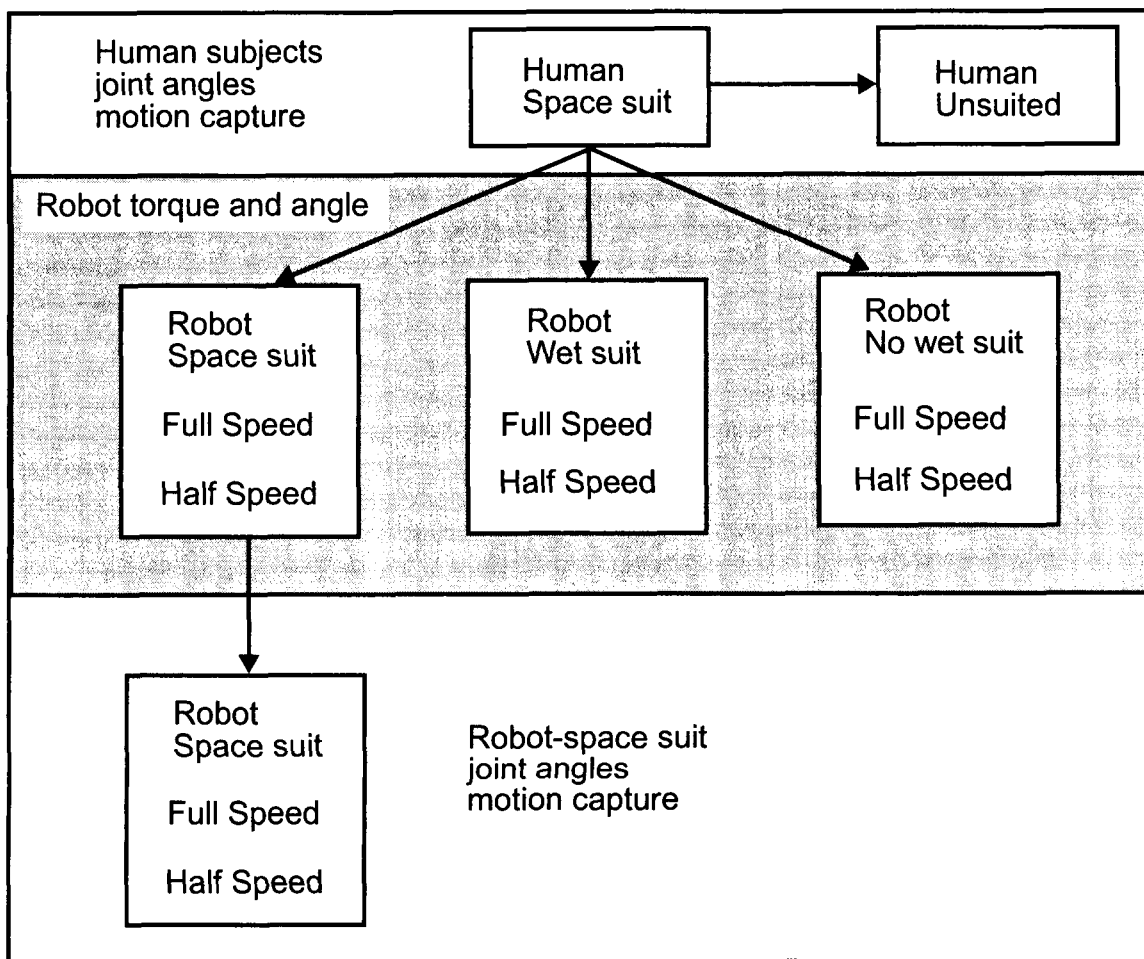 Human subjects
joint angles
motion capture
Human
Space suit
Human
Unsuited
Robot torque and angle
Robot
Space suit
Full Speed
Half Speed
Robot
Wet suit
Full Speed
Half Speed
Robot
No wet suit
Full Speed
Half Speed
Robot
Space suit
Full Speed
Half Speed
Robot-space suit
joint angles
motion capture